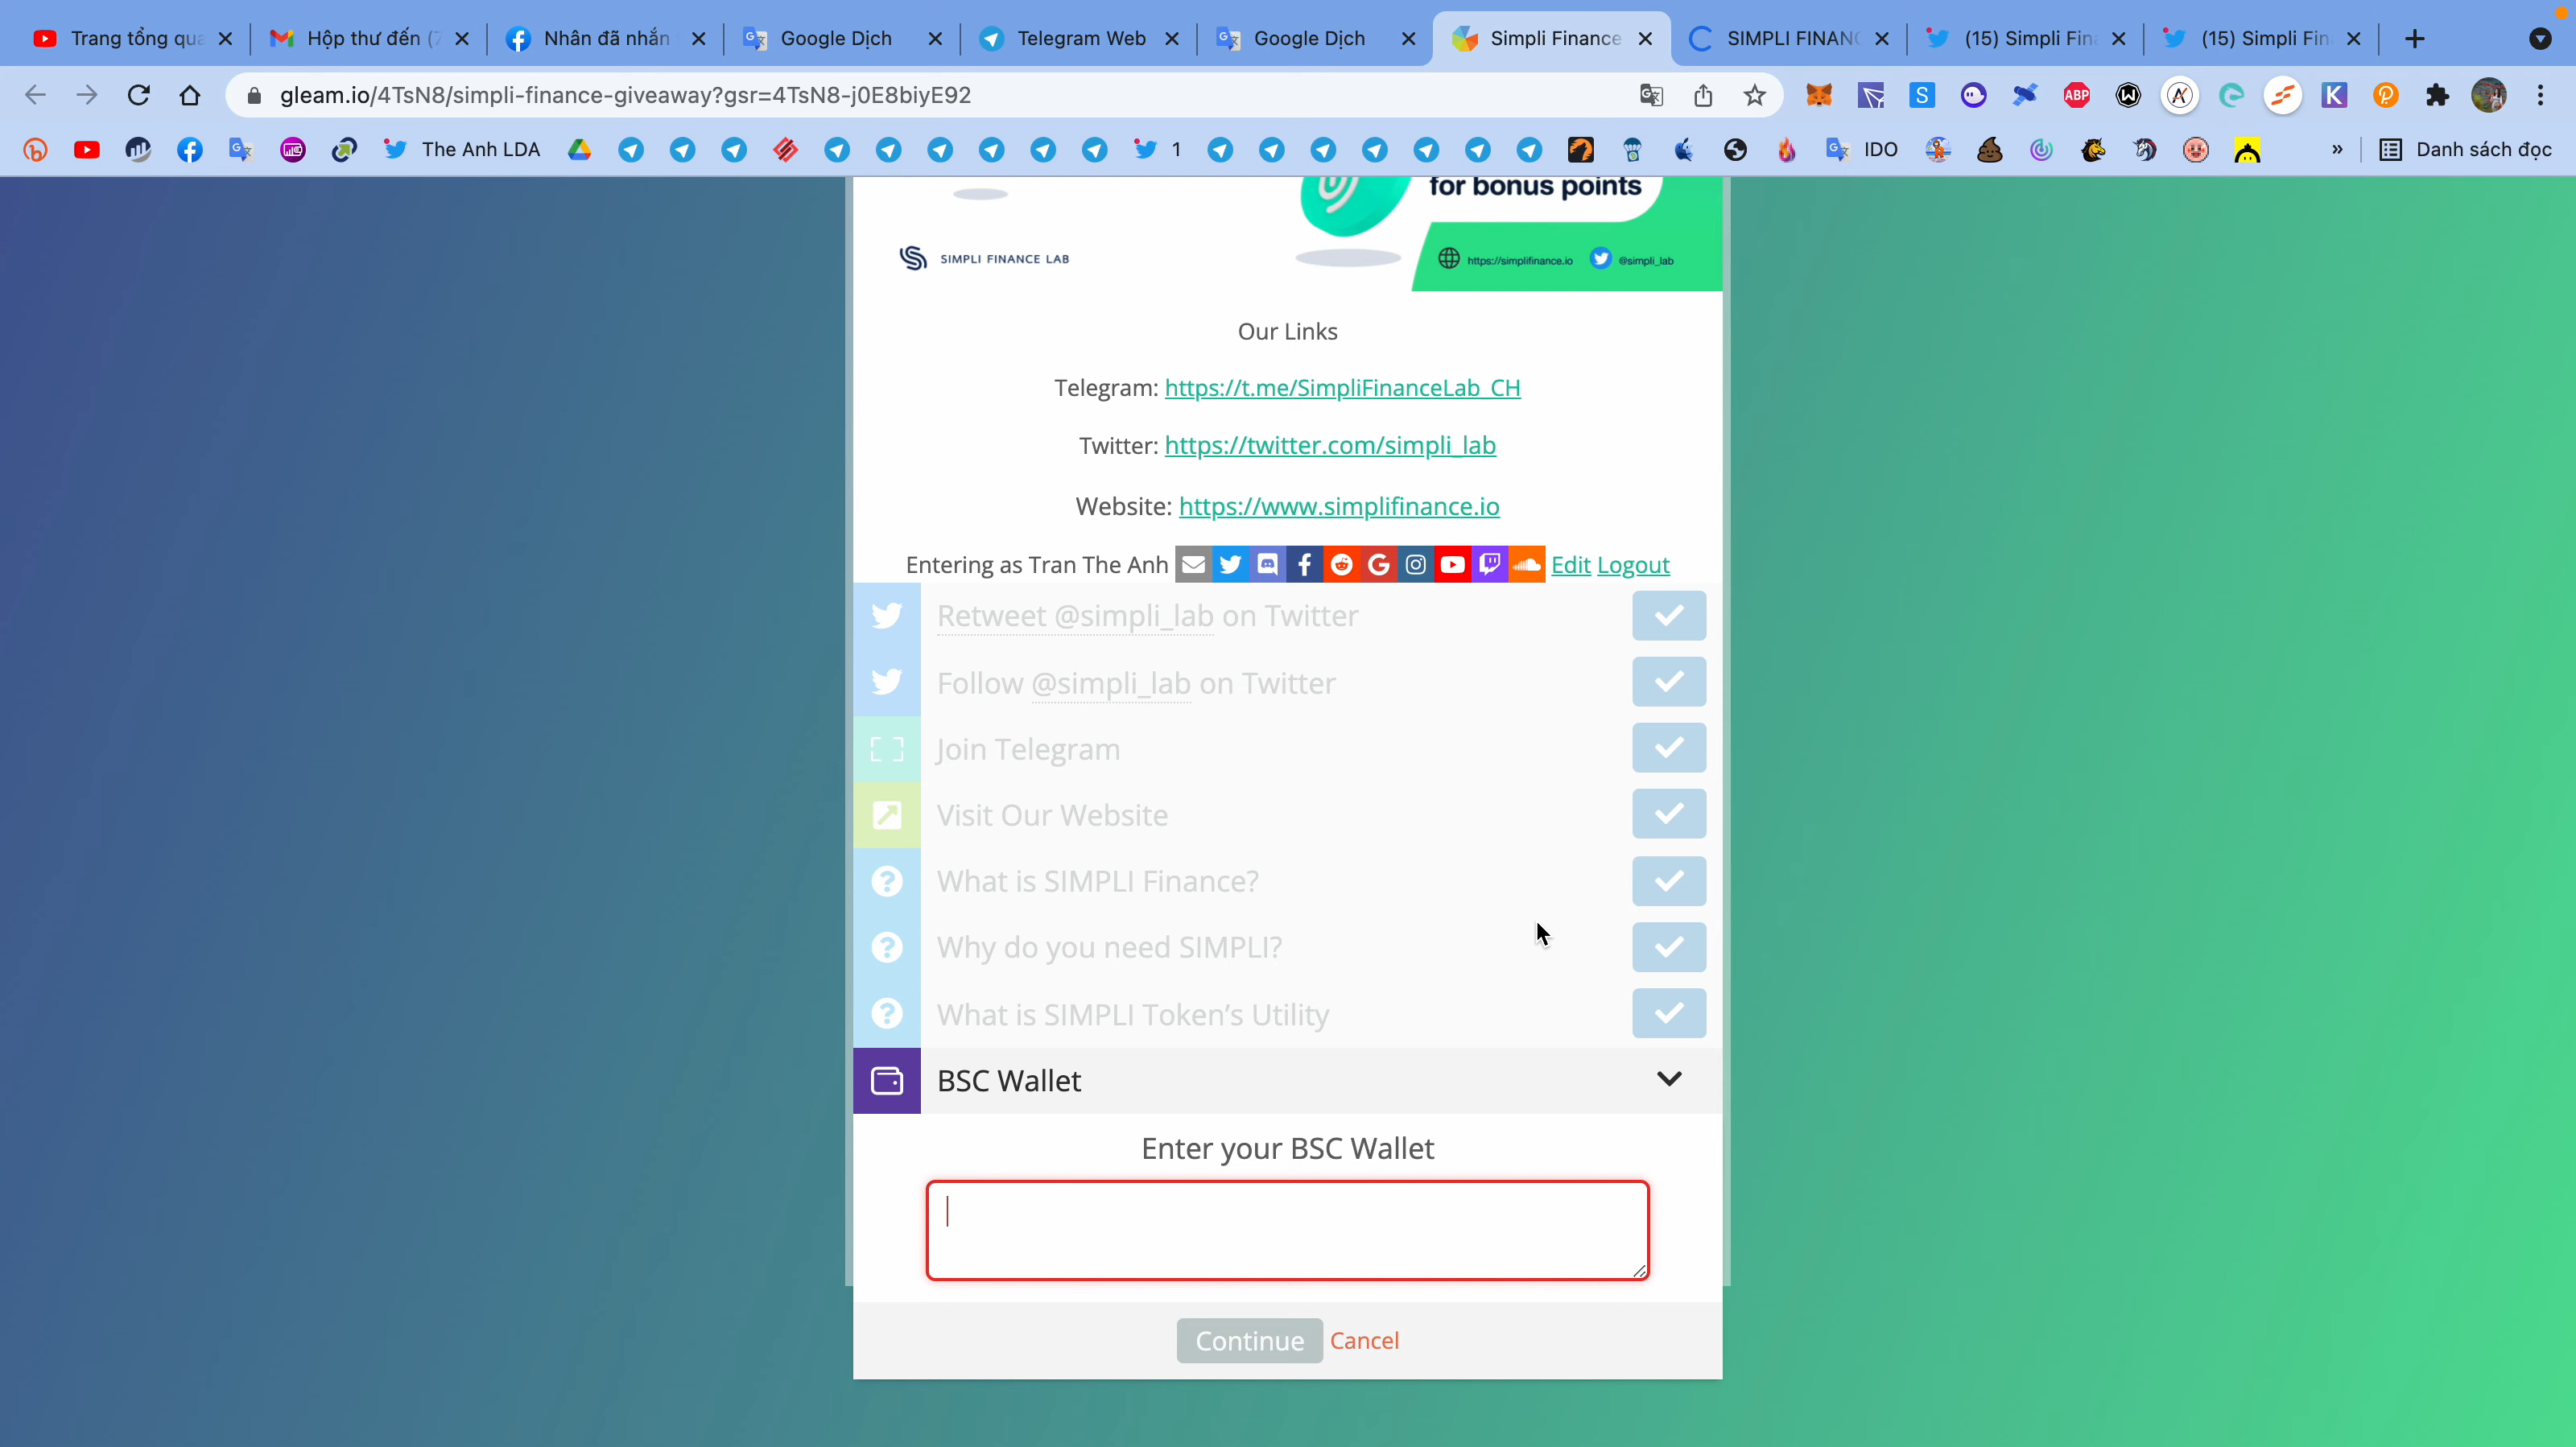 Trang tổng qua
Hộp thư đến (7
Nhân đã nhắn
Google Dịch
Telegram Web
Google Dịch
Simpli Finance
SIMPLI FINANC
(15) Simpli Fin
(15) Simpli Fin
gleam.io/4TsN8/simpli-finance-giveaway?gsr=4TsN8-j0E8biyE92
ABP
The Anh LDA
1
IDO
»
Danh sách đọc
for bonus points
SIMPLI FINANCE LAB
https://simplifinance.io
@simpli_lab
Our Links
Telegram: https://t.me/SimpliFinanceLab_CH
Twitter: https://twitter.com/simpli_lab
Website: https://www.simplifinance.io
Entering as Tran The Anh Edit Logout
Retweet @simpli_lab on Twitter
Follow @simpli_lab on Twitter
Join Telegram
Visit Our Website
What is SIMPLI Finance?
Why do you need SIMPLI?
What is SIMPLI Token’s Utility
BSC Wallet
Enter your BSC Wallet
Continue Cancel